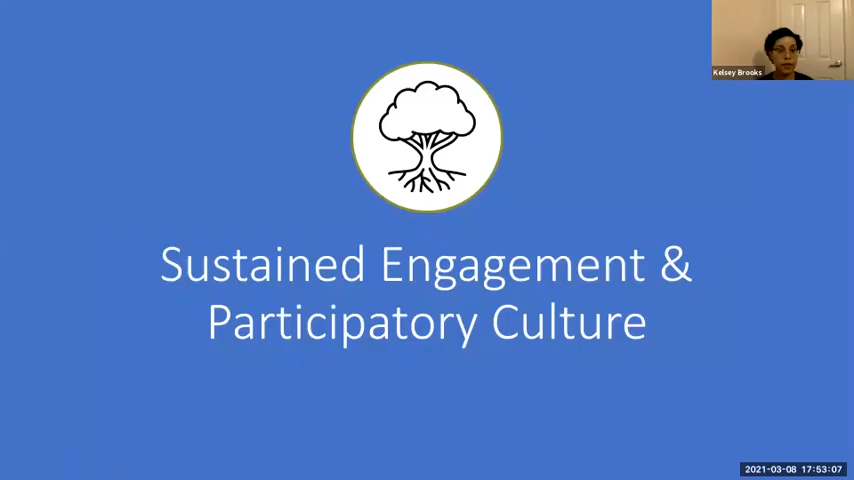 Kelsey Brooks
Sustained Engagement &
Participatory Culture
2021-03-08 17:53:07